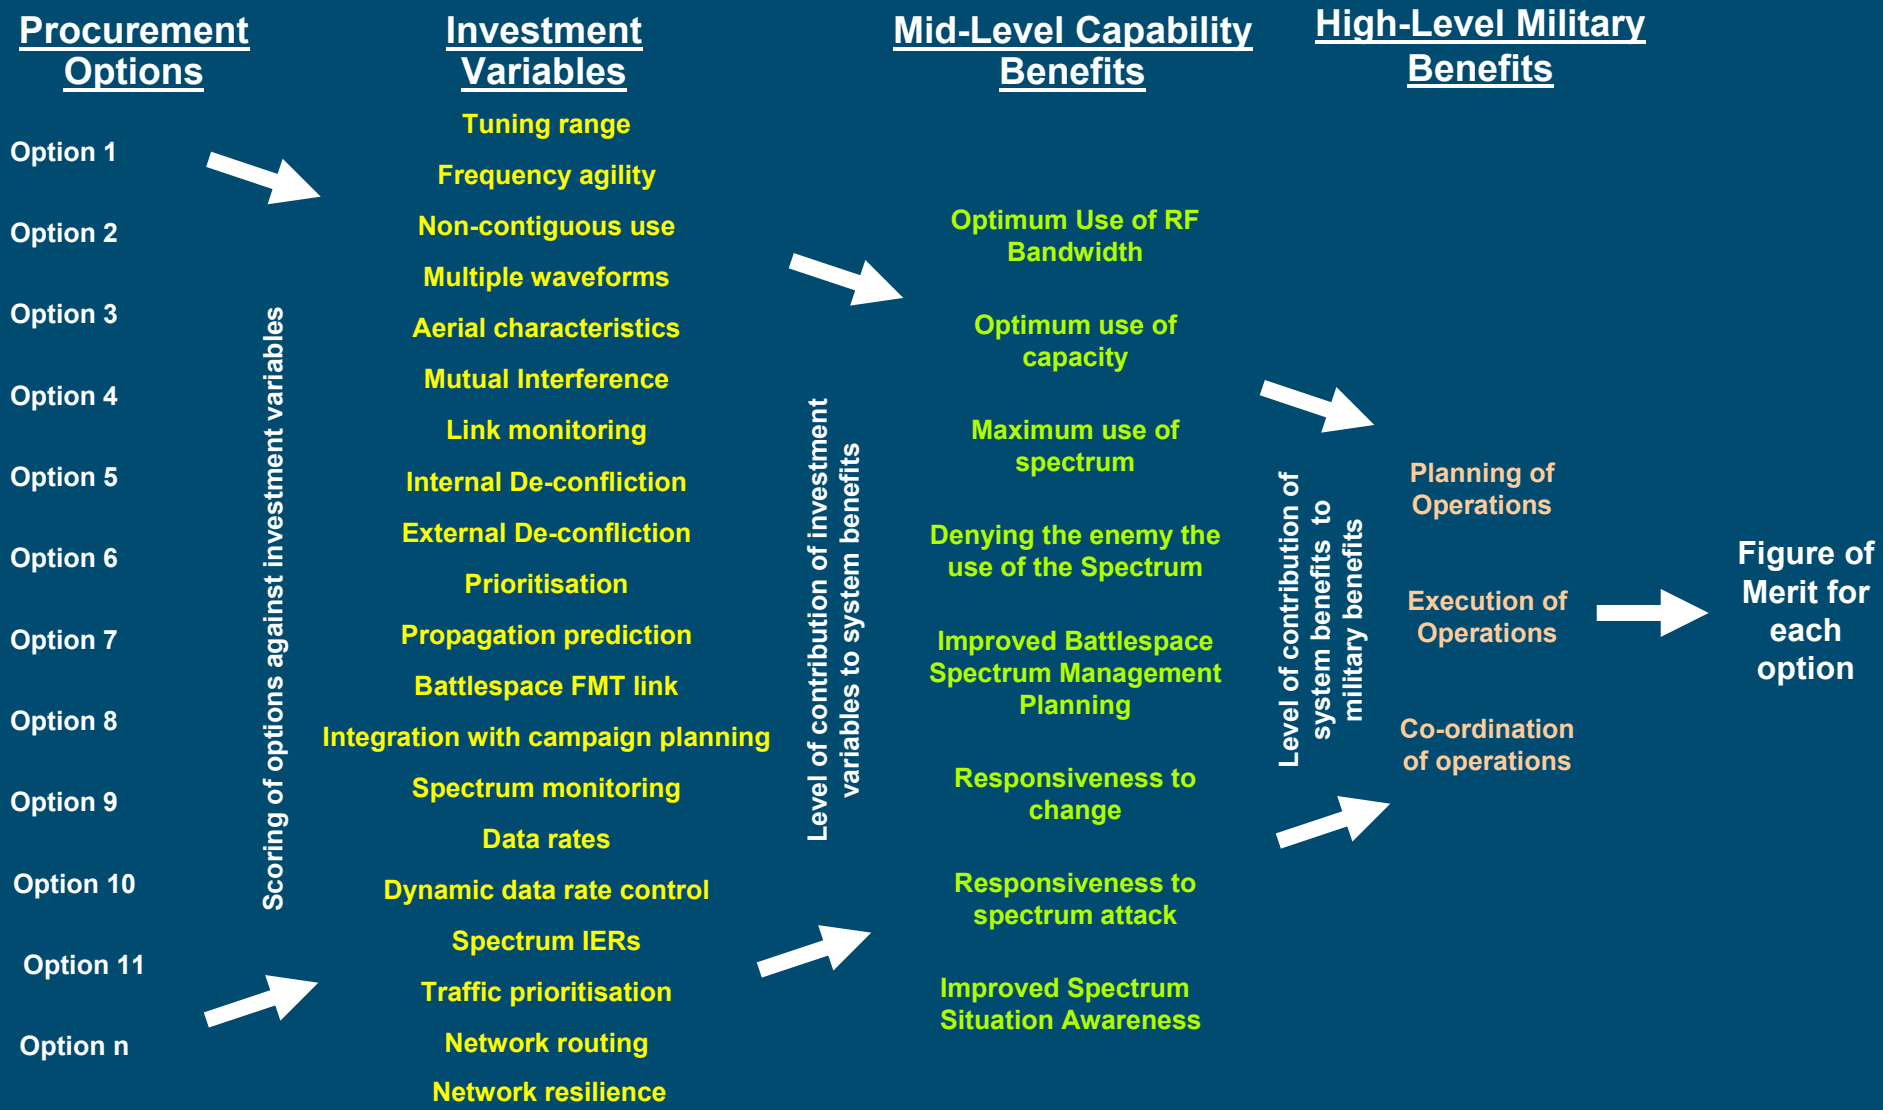 Procurement
Options
Option 1
Option 2
Option 3
Option 4
Option 5
Option 6
Option 7
Option 8
Option 9
Option 10
Option 11
Option n
Scoring of options against investment variables
Investment
Variables
Tuning range
Frequency agility
Non-contiguous use
Multiple waveforms
Aerial characteristics
Mutual Interference
Link monitoring
Internal De-confliction
External De-confliction
Prioritisation
Propagation prediction
Battlespace FMT link
Integration with campaign planning
Spectrum monitoring
Data rates
Dynamic data rate control
Spectrum IERs
Traffic prioritisation
Network routing
Network resilience
Level of contribution of investment
variables to system benefits
Mid-Level Capability
Benefits
Optimum Use of RF
Bandwidth
Optimum use of
capacity
Maximum use of
spectrum
Denying the enemy the
use of the Spectrum
Improved Battlespace
Spectrum Management
Planning
Responsiveness to
change
Responsiveness to
spectrum attack
Improved Spectrum
Situation Awareness
Level of contribution of
system benefits to
military benefits
High-Level Military
Benefits
Planning of
Operations
Execution of
Operations
Co-ordination
of operations
Figure of
Merit for
each
option